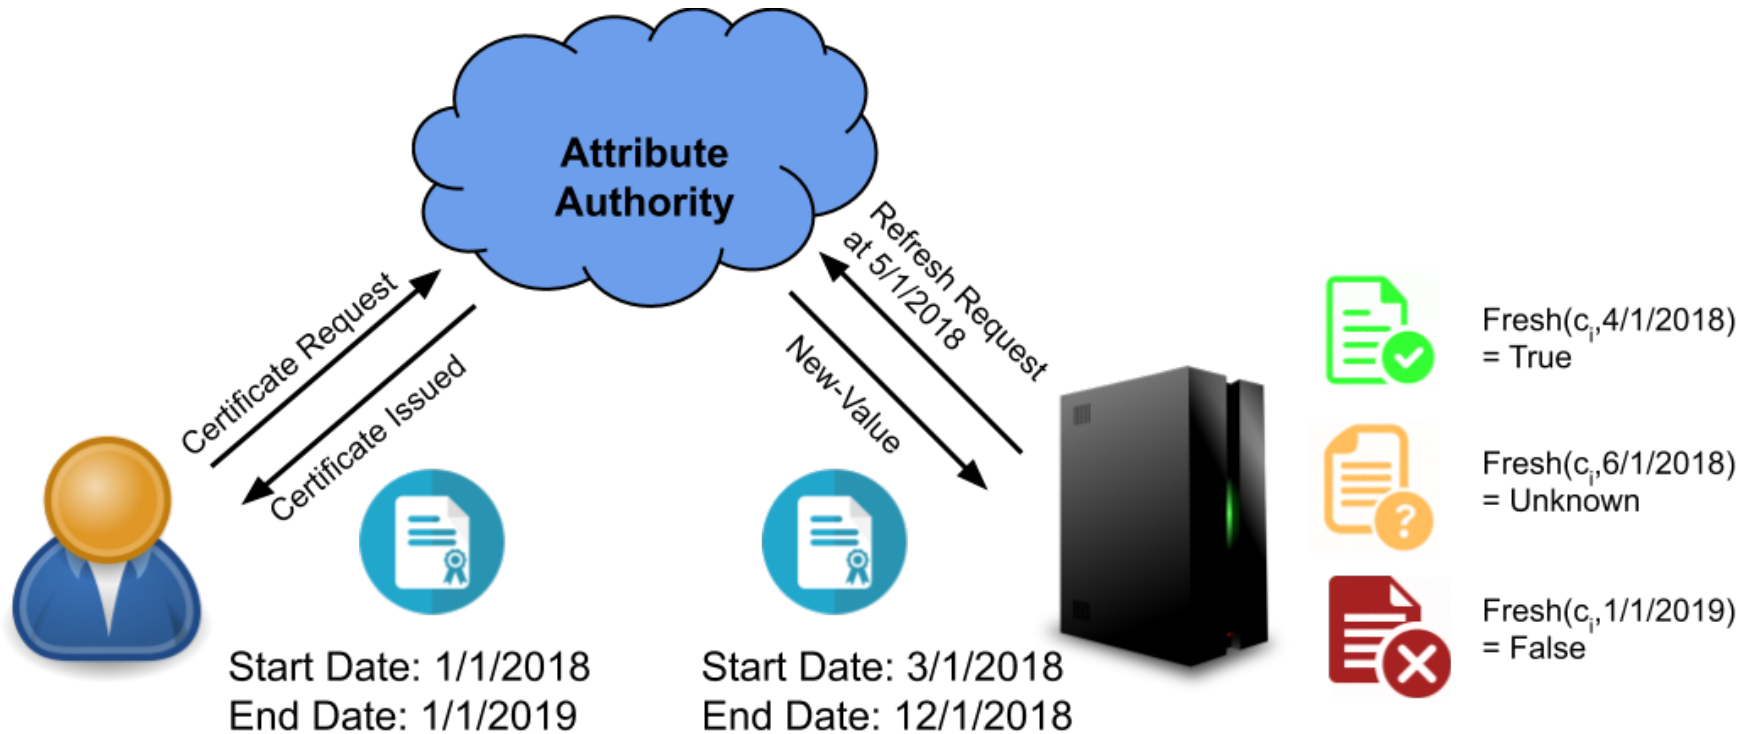 Attribute
Authority
Certificate Request
Certificate Issued
Refresh Request
at 5/1/2018
New-Value
Start Date: 1/1/2018
End Date: 1/1/2019
Start Date: 3/1/2018
End Date: 12/1/2018
Fresh(cᵢ,4/1/2018)
= True
Fresh(cᵢ,6/1/2018)
= Unknown
Fresh(cᵢ,1/1/2019)
= False